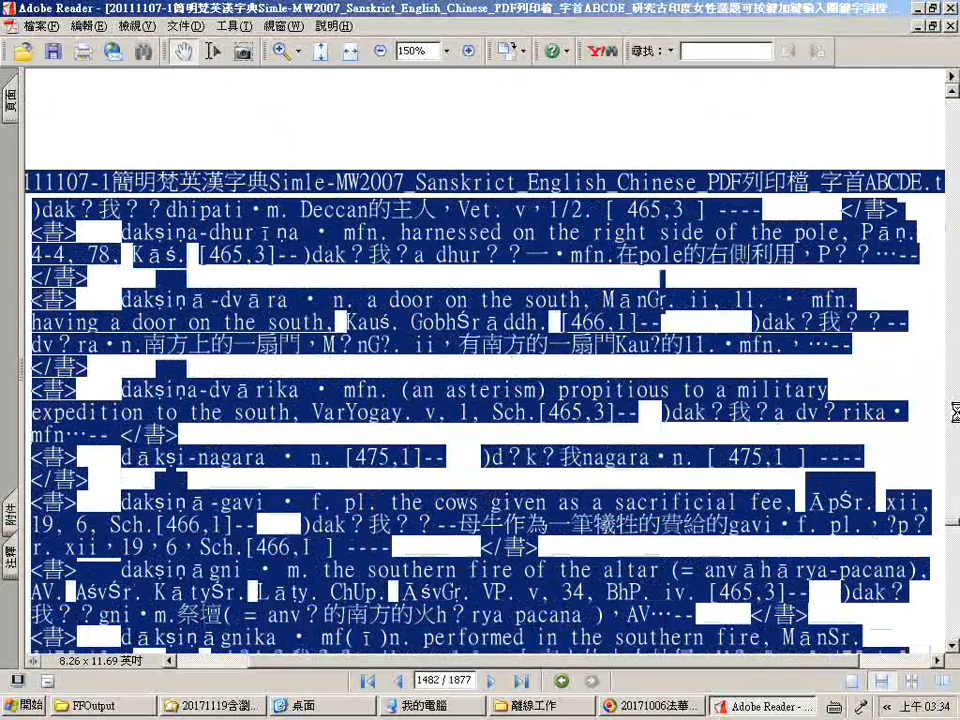 Adobe Reader - [20111107-1簡明梵英漢字典Simle-MW2007_Sanskrict_English_Chinese_PDF列印檔_字首ABCDE_研究古印度女性議題可按鍵加鍵輸入關鍵字詞搜
檔案(F) 編輯(E) 檢視(V) 文件(D) 工具(T) 視窗(W) 說明(H)
150% Y! 尋找：
頁面
111107-1簡明梵英漢字典Simle-MW2007_Sanskrict_English_Chinese_PDF列印檔_字首ABCDE.t
)dak？我？？dhipati‧m. Deccan的主人，Vet. v，1/2. [ 465,3 ] ---- </書>
<書> dakṣiṇa-dhurīṇa ‧ mfn. harnessed on the right side of the pole, Pāṇ.
4-4, 78, Kāś. [465,3]--)dak？我？a dhur？？一‧mfn.在pole的右側利用，P？？…--
</書>
<書> dakṣiṇā-dvāra ‧ n. a door on the south, MānGṛ. ii, 11. ‧ mfn.
having a door on the south, Kauś. GobhŚrāddh. [466,1]-- )dak？我？？--
dv？ra‧n.南方上的一扇門，M？nG?. ii，有南方的一扇門Kau?的11.‧mfn.，…--
</書>
<書> dakṣiṇa-dvārika ‧ mfn. (an asterism) propitious to a military
expedition to the south, VarYogay. v, 1, Sch.[465,3]-- )dak？我？a dv？rika‧
mfn…-- </書>
<書> dākṣi-nagara ‧ n. [475,1]-- )d？k？我nagara‧n. [ 475,1 ] ----
</書>
<書> dakṣiṇā-gavi ‧ f. pl. the cows given as a sacrificial fee, ĀpŚr. xii,
19, 6, Sch.[466,1]-- )dak？我？？--母牛作為一筆犧牲的費給的gavi‧f. pl.，?p？
r. xii，19，6，Sch.[466,1 ] ---- </書>
<書> dakṣiṇāgni ‧ m. the southern fire of the altar (= anvāhārya-pacana),
AV. AśvŚr. KātyŚr. Lāty. ChUp. ĀśvGṛ. VP. v, 34, BhP. iv. [465,3]-- )dak？
我？？gni‧m.祭壇( = anv？的南方的火h？rya pacana )，AV…-- </書>
<書> dakṣiṇāgnika ‧ mf(ī)n. performed in the southern fire, MānSr.
附件
注釋
8.26 x 11.69 英吋
1482 / 1877
開始 FFOutput 20171119含瀏... 桌面 我的電腦 離線工作 20171006法華... Adobe Reader - ... « 上午 03:34